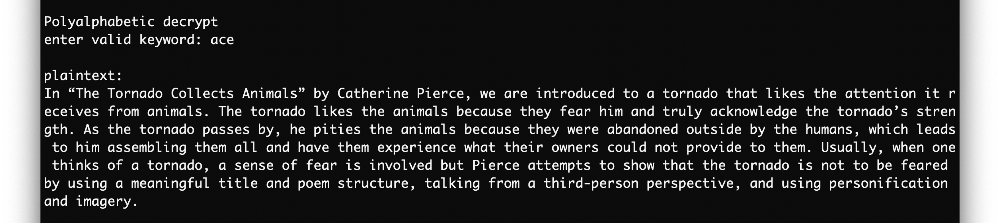 Polyalphabetic decrypt
enter valid keyword: ace
plaintext:
In “The Tornado Collects Animals” by Catherine Pierce, we are introduced to a tornado that likes the attention it r
eceives from animals. The tornado likes the animals because they fear him and truly acknowledge the tornado’s stren
gth. As the tornado passes by, he pities the animals because they were abandoned outside by the humans, which leads
 to him assembling them all and have them experience what their owners could not provide to them. Usually, when one
 thinks of a tornado, a sense of fear is involved but Pierce attempts to show that the tornado is not to be feared
by using a meaningful title and poem structure, talking from a third-person perspective, and using personification
and imagery.